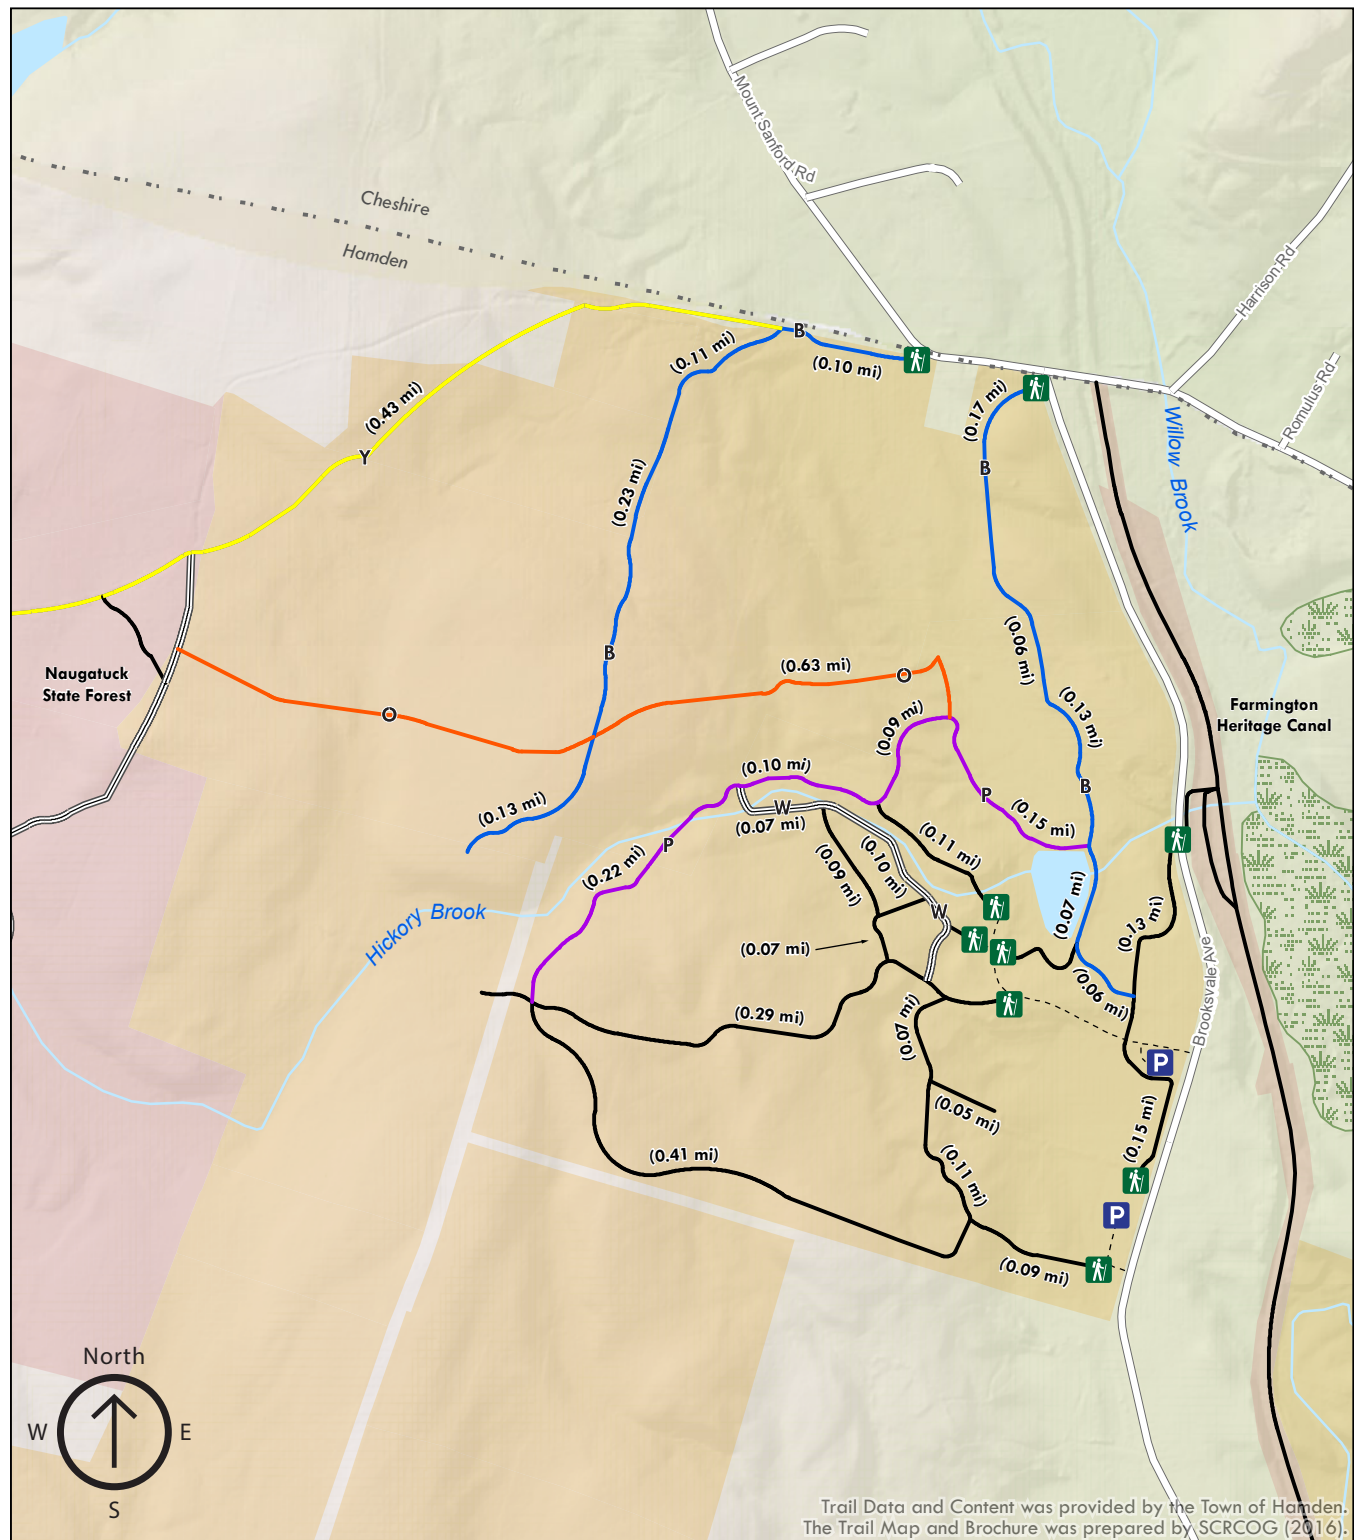 Mount Sanford Rd
Cheshire
Hamden
Harrison Rd
B
(0.11 mi)
(0.10 mi)
Romulus Rd
(0.43 mi)
(0.17 mi)
Willow Brook
Y
B
(0.23 mi)
(0.06 mi)
B
(0.63 mi)
O
Naugatuck
State Forest
O
(0.13 mi)
Farmington
Heritage Canal
(0.09 mi)
(0.10 mi)
B
P
W
(0.13 mi)
(0.07 mi)
(0.15 mi)
P
(0.11 mi)
(0.22 mi)
(0.09 mi)
(0.10 mi)
(0.07 mi)
Hickory Brook
W
(0.13 mi)
(0.07 mi)
Brooksvale Ave
(0.06 mi)
(0.29 mi)
(0.07 mi)
P
(0.05 mi)
(0.15 mi)
(0.41 mi)
(0.11 mi)
P
(0.09 mi)
North
W
E
S
Trail Data and Content was provided by the Town of Hamden.
The Trail Map and Brochure was prepared by SCRCOG (2016).